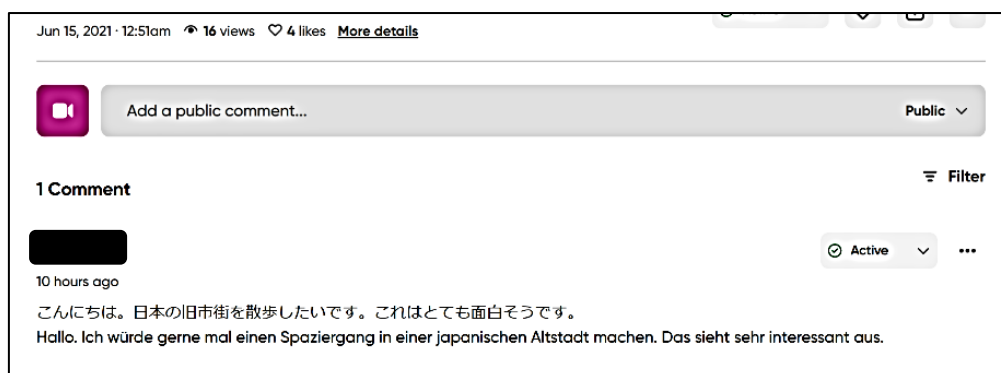 Jun 15, 2021 · 12:51am 16 views 4 likes More details
Add a public comment... Public
Filter
1 Comment
Active
10 hours ago
こんにちは。日本の旧市街を散歩したいです。これはとても面白そうです。
Hallo. Ich würde gerne mal einen Spaziergang in einer japanischen Altstadt machen. Das sieht sehr interessant aus.